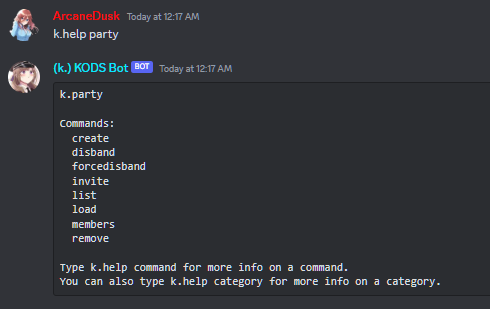 ArcaneDusk Today at 12:17 AM
k.help party
(k.) KODS Bot BOT Today at 12:17 AM
k.party
Commands:
create
disband
forcedisband
invite
list
load
members
remove
Type k.help command for more info on a command.
You can also type k.help category for more info on a category.